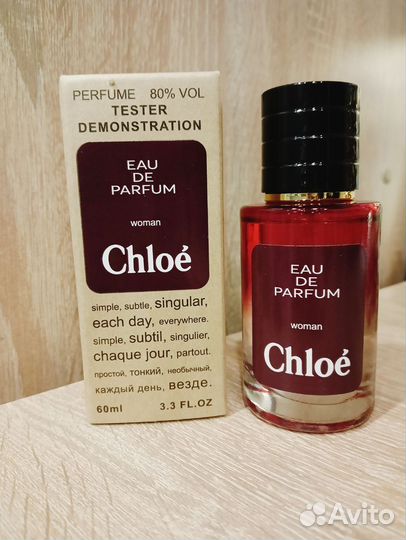 PERFUME 80% VOL
TESTER
DEMONSTRATION
EAU
DE
PARFUM
woman
Chloé
simple, subtle, singular,
each day, everywhere.
simple, subtil, singulier,
chaque jour, partout.
простой, тонкий, необычный,
каждый день, везде.
60ml 3.3 FL.OZ
EAU
DE
PARFUM
woman
Chloé
Avito